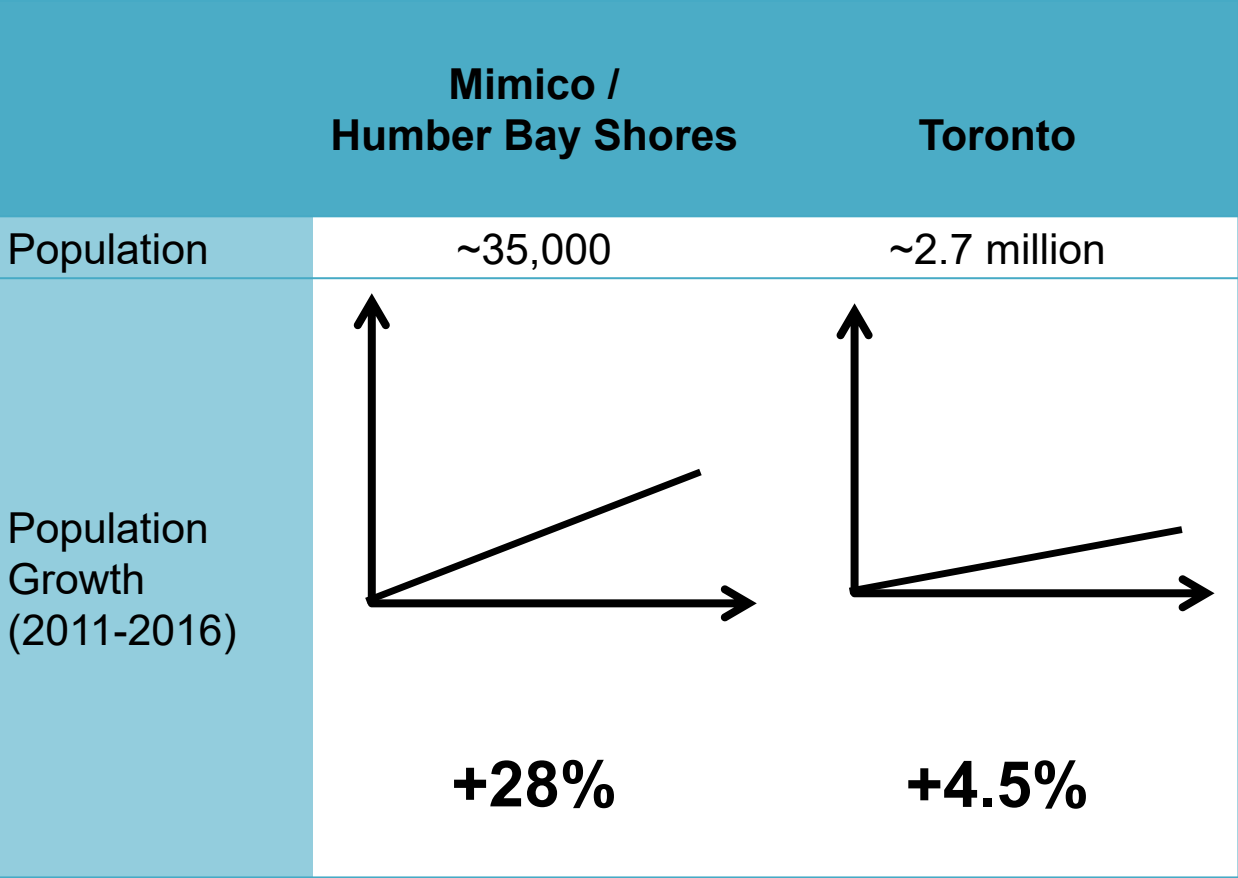 Mimico /
Humber Bay Shores
Toronto
Population
~35,000
~2.7 million
Population
Growth
(2011-2016)
+28%
+4.5%